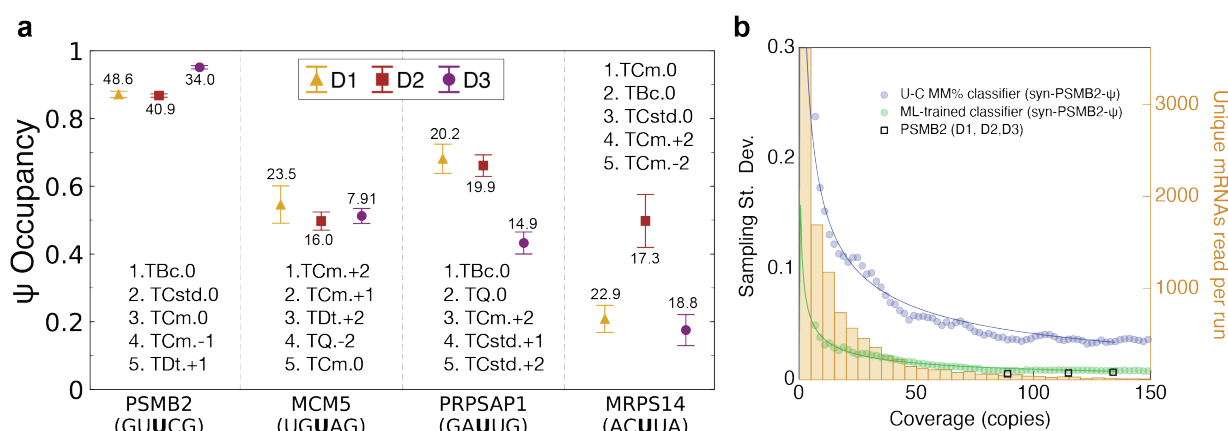 a
ψ Occupancy
1
0.8
0.6
0.4
0.2
0
D1 D2 D3
48.6
40.9
34.0
1.TBc.0
2. TCstd.0
3. TCm.0
4. TCm.-1
5. TDt.+1
23.5
16.0
7.91
1.TCm.+2
2. TCm.+1
3. TDt.+2
4. TQ.-2
5. TCm.0
20.2
19.9
14.9
1.TBc.0
2. TQ.0
3. TCm.+2
4. TCstd.+1
5. TCstd.+2
1.TCm.0
2. TBc.0
3. TCstd.0
4. TCm.+2
5. TCm.-2
22.9
17.3
18.8
PSMB2 MCM5 PRPSAP1 MRPS14
(GUUCG) (UGUAG) (GAUUG) (ACUUA)
b
Sampling St. Dev.
0.3
0.2
0.1
0
U-C MM% classifier (syn-PSMB2-ψ)
ML-trained classifier (syn-PSMB2-ψ)
PSMB2 (D1, D2,D3)
3000
2000
1000
Unique mRNAs
read per run
0 50 100 150
Coverage (copies)